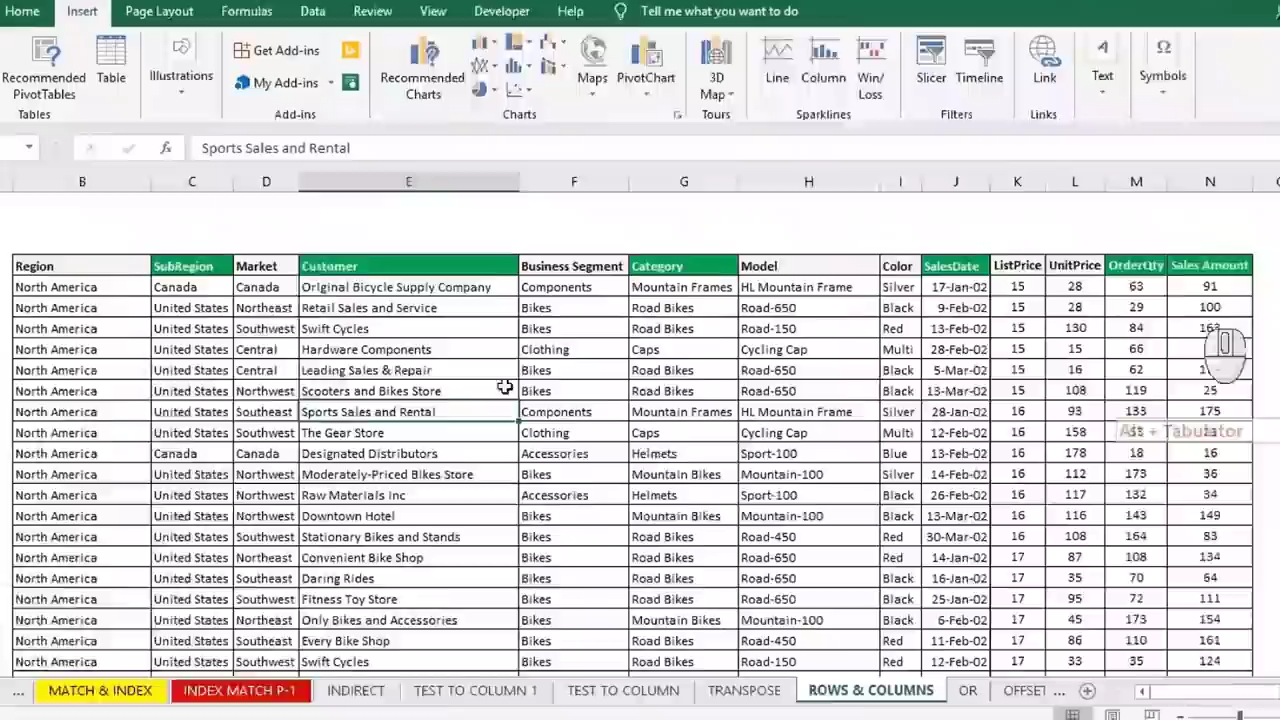 Home Insert Page Layout Formulas Data Review View Developer Help Tell me what you want to do
Recommended PivotTables
Table
Illustrations
Get Add-ins
My Add-ins
Recommended Charts
Maps
PivotChart
3D Map
Line
Column
Win/Loss
Slicer
Timeline
Link
Text
Symbols
Tables Add-ins Charts Tours Sparklines Filters Links
fx Sports Sales and Rental
B C D E F G H I J K L M N
Region SubRegion Market Customer Business Segment Category Model Color SalesDate ListPrice UnitPrice OrderQty Sales Amount
North America Canada Canada Original Bicycle Supply Company Components Mountain Frames HL Mountain Frame Silver 17-Jan-02 15 28 63 91
North America United States Northeast Retail Sales and Service Bikes Road Bikes Road-650 Black 9-Feb-02 15 28 29 100
North America United States Southwest Swift Cycles Bikes Road Bikes Road-150 Red 13-Feb-02 15 130 84
North America United States Central Hardware Components Clothing Caps Cycling Cap Multi 28-Feb-02 15 15 66
North America United States Central Leading Sales & Repair Bikes Road Bikes Road-650 Black 5-Mar-02 15 16 62
North America United States Northwest Scooters and Bikes Store Bikes Road Bikes Road-650 Black 13-Mar-02 15 108 119 25
North America United States Southeast Sports Sales and Rental Components Mountain Frames HL Mountain Frame Silver 28-Jan-02 16 93 133 175
North America United States Southwest The Gear Store Clothing Caps Cycling Cap Multi 12-Feb-02 16 158
Alt + Tabulator
North America Canada Canada Designated Distributors Accessories Helmets Sport-100 Blue 13-Feb-02 16 178 18 16
North America United States Northwest Moderately-Priced Bikes Store Bikes Mountain Bikes Mountain-100 Silver 14-Feb-02 16 112 173 36
North America United States Northwest Raw Materials Inc Accessories Helmets Sport-100 Black 26-Feb-02 16 117 132 34
North America United States Northwest Downtown Hotel Bikes Mountain Bikes Mountain-100 Black 13-Mar-02 16 116 143 149
North America United States Southwest Stationary Bikes and Stands Bikes Road Bikes Road-450 Red 30-Mar-02 16 108 164 83
North America United States Northeast Convenient Bike Shop Bikes Road Bikes Road-650 Red 14-Jan-02 17 87 108 134
North America United States Southeast Daring Rides Bikes Road Bikes Road-650 Black 16-Jan-02 17 35 70 64
North America United States Southwest Fitness Toy Store Bikes Road Bikes Road-650 Black 25-Jan-02 17 95 72 111
North America United States Northeast Only Bikes and Accessories Bikes Mountain Bikes Mountain-100 Black 6-Feb-02 17 45 173 154
North America United States Southeast Every Bike Shop Bikes Road Bikes Road-450 Red 11-Feb-02 17 86 110 161
North America United States Southwest Swift Cycles Bikes Road Bikes Road-150 Red 12-Feb-02 17 33 35 124
... MATCH & INDEX INDEX MATCH P-1 INDIRECT TEST TO COLUMN 1 TEST TO COLUMN TRANSPOSE ROWS & COLUMNS OR OFFSET ...